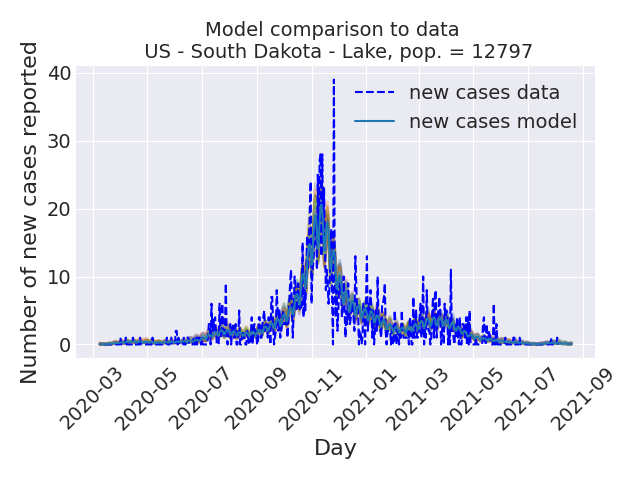 Model comparison to data
US - South Dakota - Lake, pop. = 12797
Number of new cases reported
40
30
20
10
0
new cases data
new cases model
2020-03
2020-05
2020-07
2020-09
2020-11
2021-01
2021-03
2021-05
2021-07
2021-09
Day